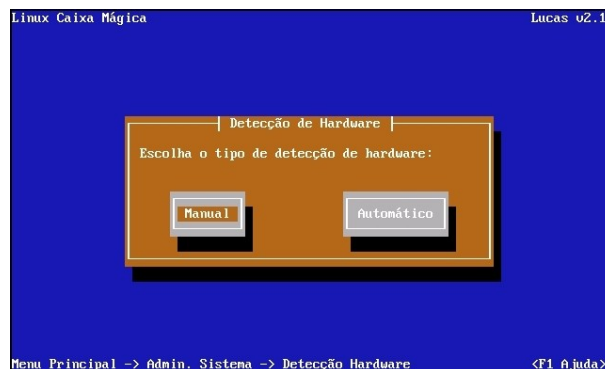 Linux Caixa Mágica Lucas v2.1
Detecção de Hardware
Escolha o tipo de detecção de hardware:
Manual Automático
Menu Principal -> Admin. Sistema -> Detecção Hardware <F1 Ajuda>